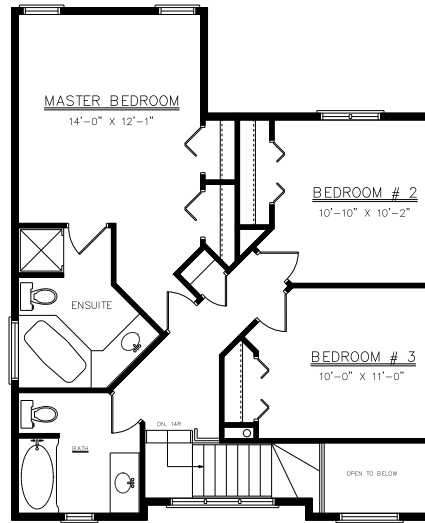 MASTER BEDROOM
14'-0" X 12'-1"
BEDROOM # 2
10'-10" X 10'-2"
ENSUITE
BEDROOM # 3
10'-0" X 11'-0"
DN. 14R
BATH
OPEN TO BELOW